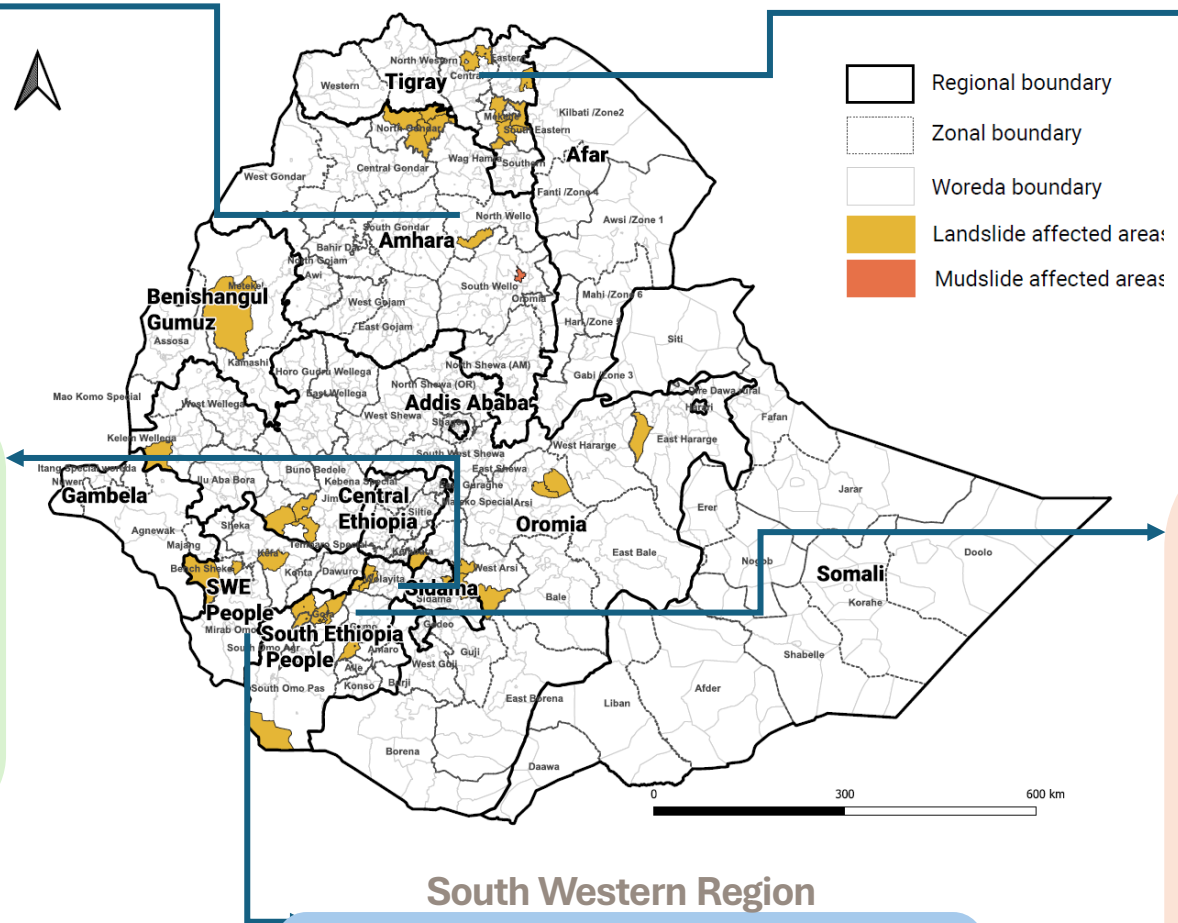 Regional boundary
Zonal boundary
Woreda boundary
Landslide affected areas
Mudslide affected areas
North Western
Eastern
Central
Western
Tigray
Kilbati /Zone2
South Eastern
North Gondar
Wag Hamra
Southern
Afar
Central Gondar
West Gondar
Fanti /Zone 4
Awsi /Zone 1
North Wello
South Gondar
Amhara
Bahir Dar
North Gojam
Awi
Metekel
South Wello
Oromia
Mahi /Zone 6
Benishangul
Gumuz
West Gojam
East Gojam
Hari /Zone 5
Siti
Assosa
Kamashi
Horo Gudru Wellega
North Shewa (AM)
Gabi /Zone 3
North Shewa (OR)
East Wellega
Mao Komo Special
West Wellega
Addis Ababa
Dire Dawa rural
Harari
Fafan
West Shewa
Kelem Wellega
West Hararge
East Hararge
South West Shewa
Itang Special woreda
Nuwer
Buno Bedele
East Shewa
Gambela
Ilu Aba Bora
Kebena Special
Central
Ethiopia
Siltie
Mareko Special
Arsi
Jarar
Erer
Agnewak
Sheka
Oromia
Majang
Tembaro Special
East Bale
Doolo
Kefa
Nogob
Bench Sheko
Konta
Dawuro
Wolayita
West Arsi
Somali
SWE
People
Sidama
Sidama
Bale
Korahe
Gofa
Mirab Omo
South Ethiopia
People
Gedeo
Guji
Shabelle
Amaro
West Guji
Alle
South Omo Pas
Konso
Burji
Afder
East Borena
Liban
Borena
Daawa
0
300
600 km
South Western Region